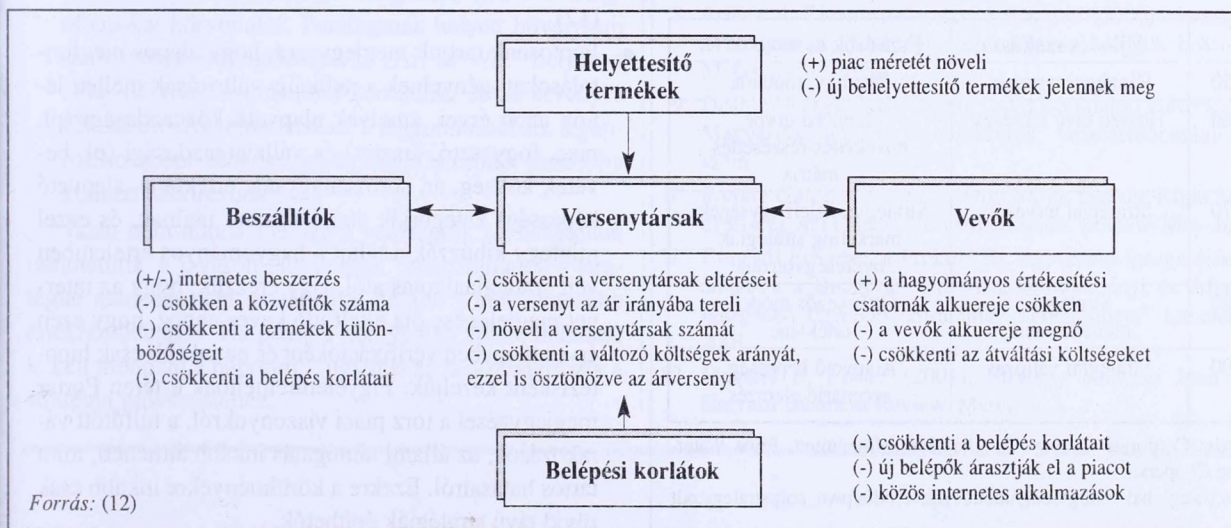 Helyettesítő
termékek
(+) piac méretét növeli
(-) új behelyettesítő termékek jelennek meg
Beszállítók
Versenytársak
Vevők
(+/-) internetes beszerzés
(-) csökken a közvetítők száma
(-) csökkenti a termékek külön-
bözőségeit
(-) csökkenti a belépés korlátait
(-) csökkenti versenytársak eltéréseit
(-) a versenyt az ár irányába tereli
(-) növeli a versenytársak számát
(-) csökkenti a változó költségek arányát,
ezzel is ösztönözve az árversenyt
(+) a hagyományos értékesítési
csatornák alkuereje csökken
(-) a vevők alkuereje megnő
(-) csökkenti az átváltási költségeket
Belépési korlátok
(-) csökkenti a belépés korlátait
(-) új belépők árasztják el a piacot
(-) közös internetes alkalmazások
Forrás: (12)